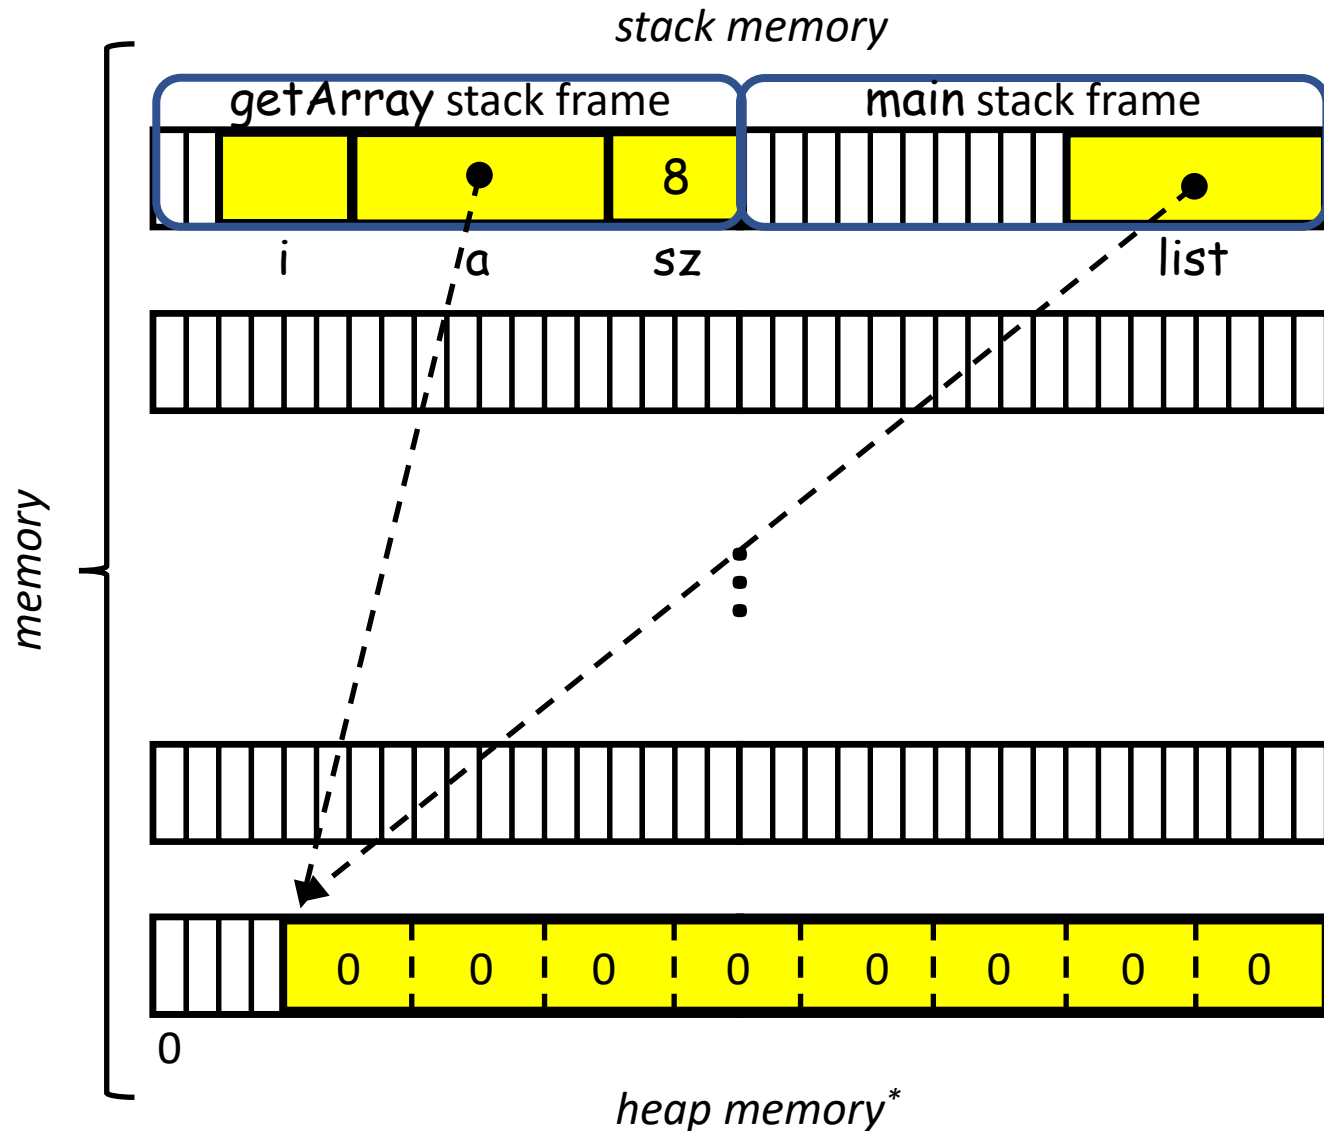 stack memory
getArray stack frame main stack frame
8
i a sz list
memory
0 0 0 0 0 0 0 0
0
heap memory*